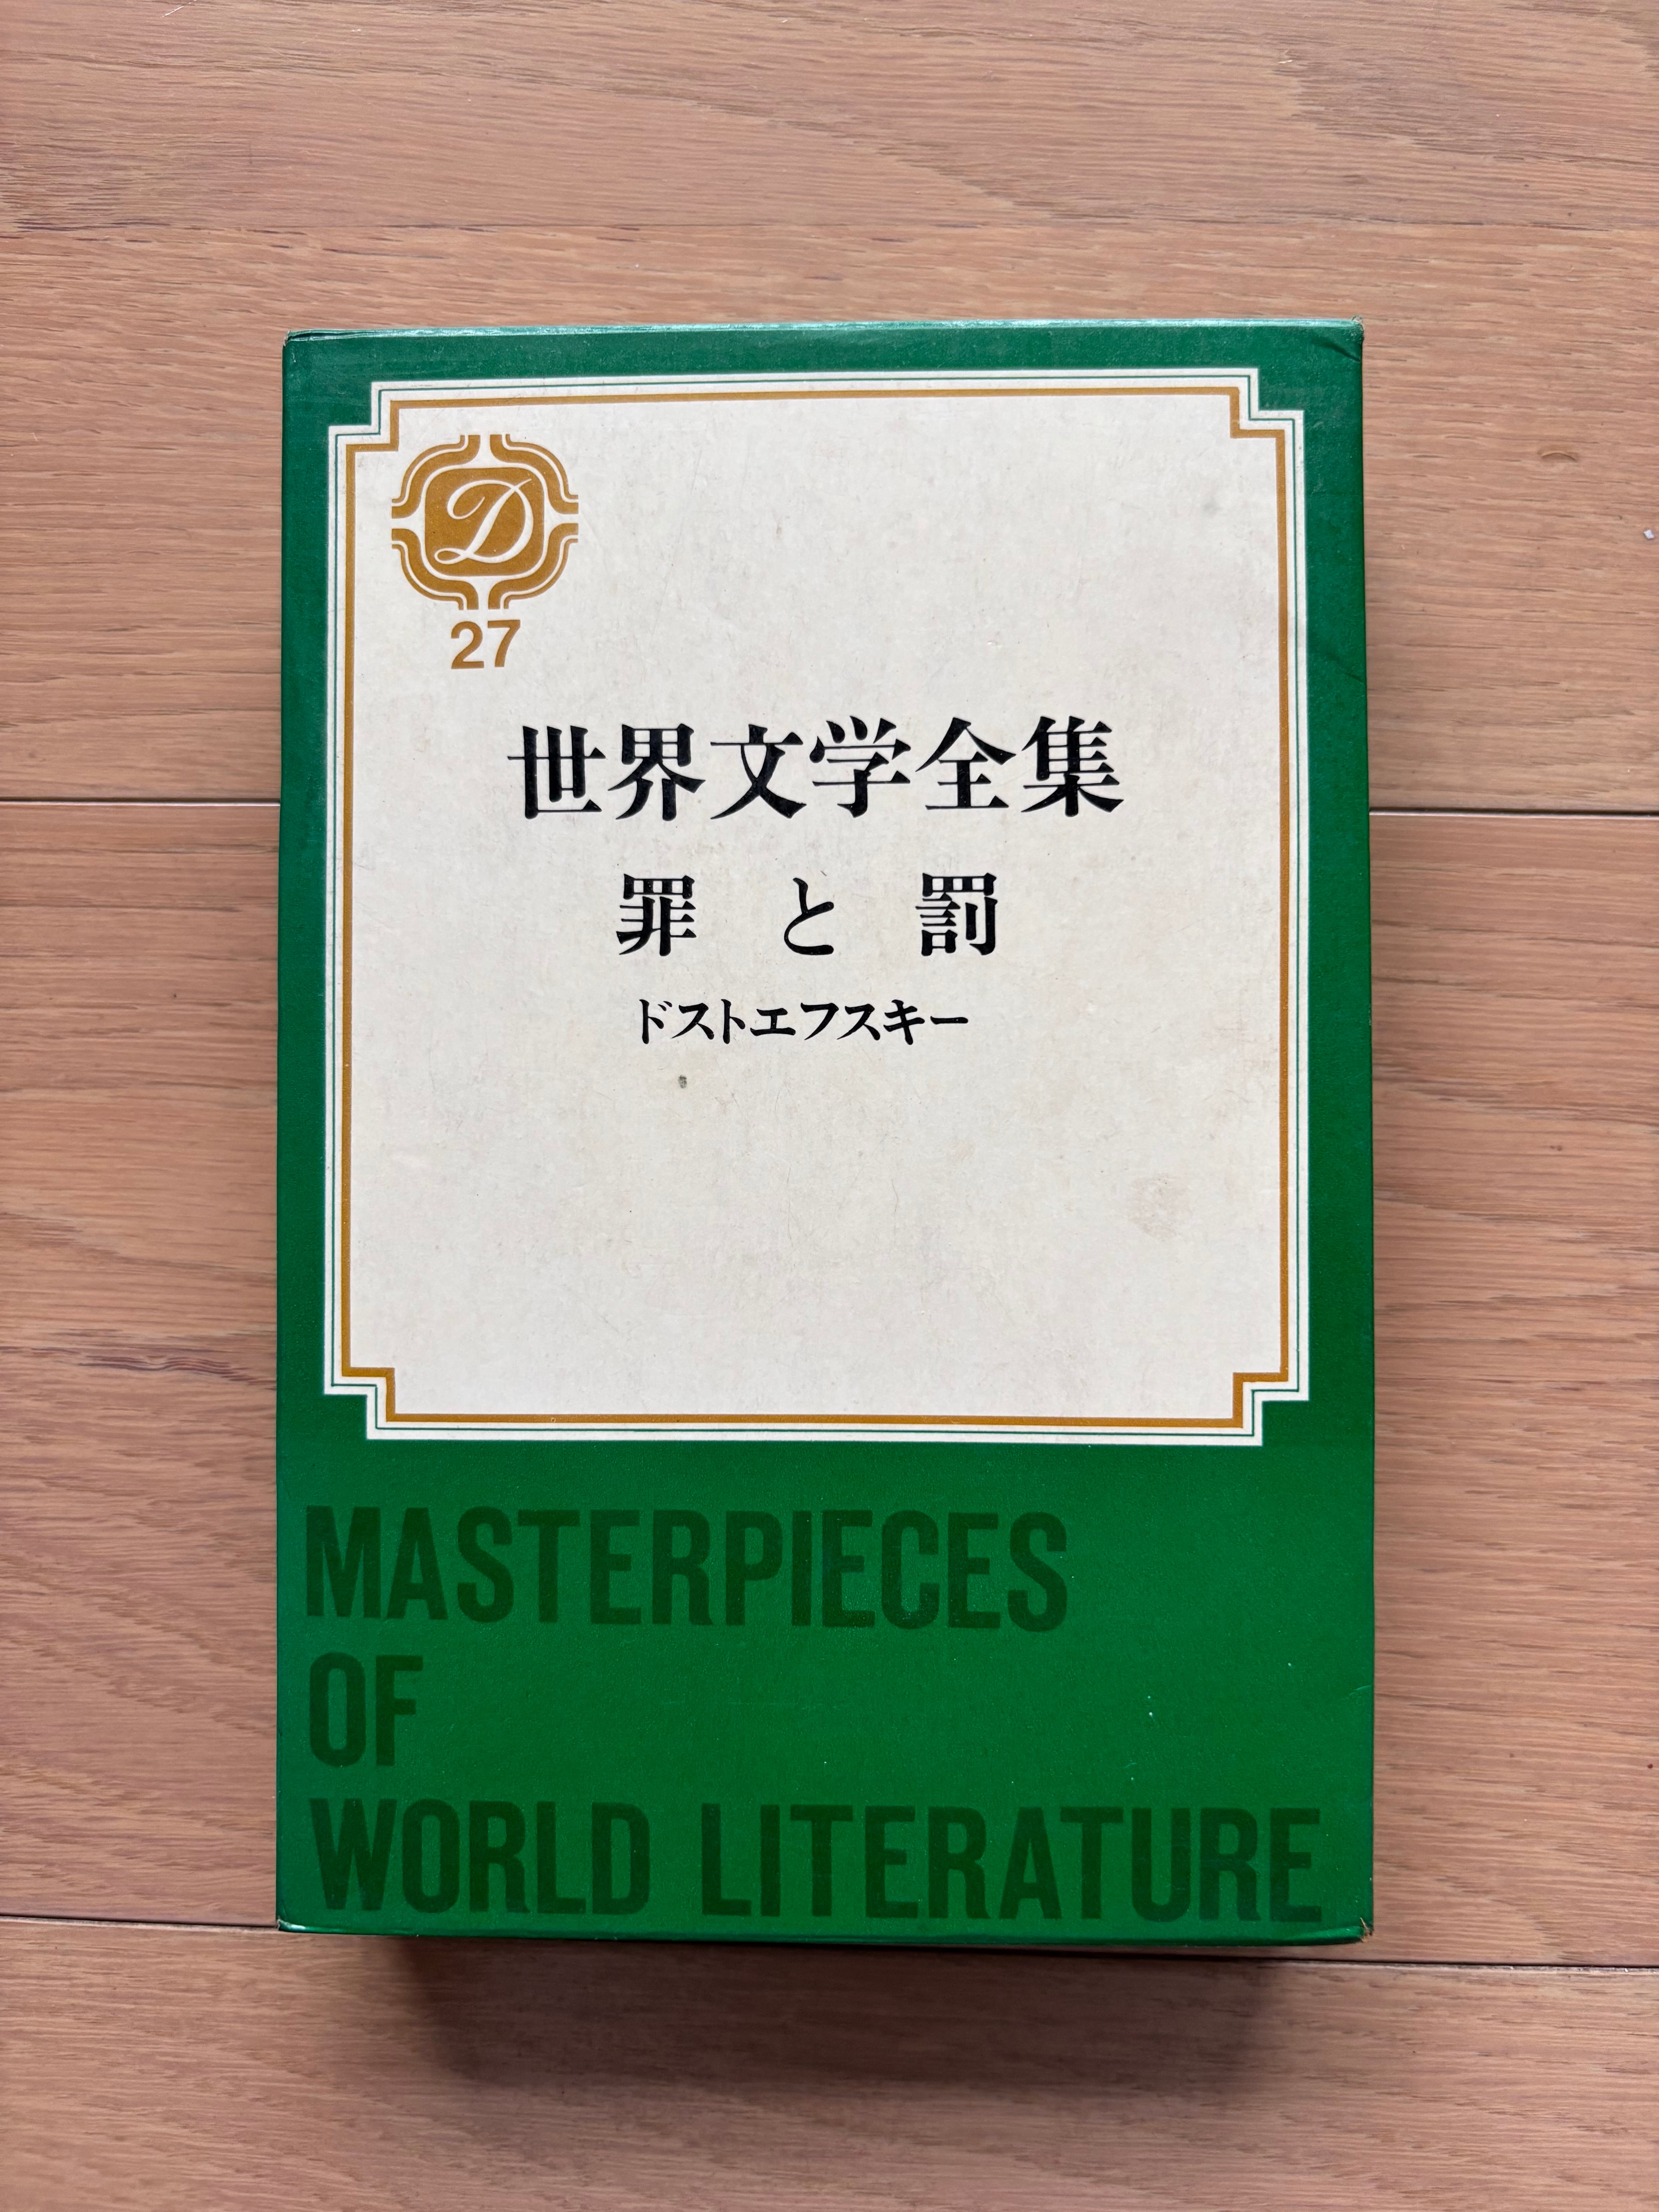 D
27
世界文学全集
罪と罰
ドストエフスキー
MASTERPIECES
OF
WORLD LITERATURE